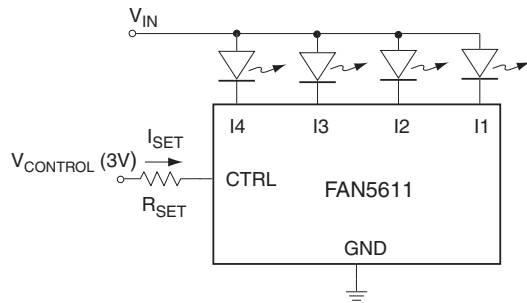 V_IN
I4 I3 I2 I1
I_SET
V_CONTROL (3V)
CTRL
FAN5611
R_SET
GND